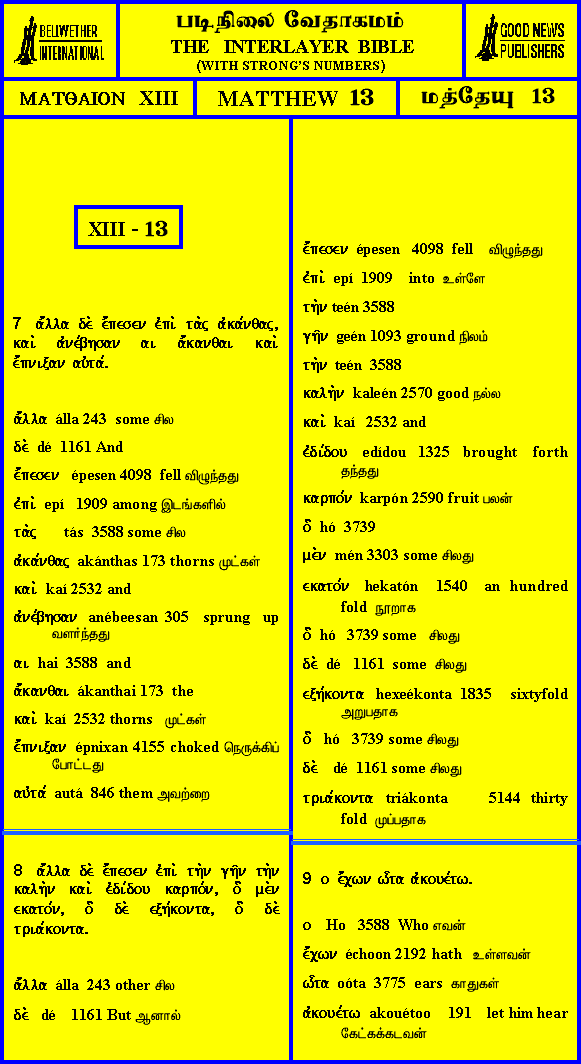 BELLWETHER
INTERNATIONAL
படிநிலை வேதாகமம்
THE INTERLAYER BIBLE
(WITH STRONG'S NUMBERS)
GOOD NEWS
PUBLISHERS
ΜΑΤΘΑΙΟΝ XIII
MATTHEW 13
மத்தேயு 13
XIII - 13
7 ἄλλα δὲ ἔπεσεν ἐπὶ τὰς ἀκάνθας,
καὶ ἀνέβησαν αι ἄκανθαι καὶ
ἔπνιξαν αὐτά.
ἄλλα álla 243 some சில
δὲ dé 1161 And
ἔπεσεν épesen 4098 fell விழுந்தது
ἐπὶ epí 1909 among இடங்களில்
τὰς tás 3588 some சில
ἀκάνθας akánthas 173 thorns முட்கள்
καὶ kaí 2532 and
ἀνέβησαν anébeesan 305 sprung up
வளர்ந்தது
αι hai 3588 and
ἄκανθαι ákanthai 173 the
καὶ kaí 2532 thorns முட்கள்
ἔπνιξαν épnixan 4155 choked நெருக்கிப்
போட்டது
αὐτά autá 846 them அவற்றை
8 ἄλλα δὲ ἔπεσεν ἐπὶ τὴν γῆν τὴν
καλὴν καὶ ἐδίδου καρπόν, ὃ μὲν
εκατόν, ὃ δὲ εξήκοντα, ὃ δὲ
τριάκοντα.
ἄλλα álla 243 other சில
δὲ dé 1161 But ஆனால்
ἔπεσεν épesen 4098 fell விழுந்தது
ἐπὶ epí 1909 into உள்ளே
τὴν teén 3588
γῆν geén 1093 ground நிலம்
τὴν teén 3588
καλὴν kaleén 2570 good நல்ல
καὶ kaí 2532 and
ἐδίδου edídou 1325 brought forth
தந்தது
καρπόν karpón 2590 fruit பலன்
ὃ hó 3739
μὲν mén 3303 some சிலது
εκατόν hekatón 1540 an hundred
fold நூறாக
ὃ hó 3739 some சிலது
δὲ dé 1161 some சிலது
εξήκοντα hexeékonta 1835 sixtyfold
அறுபதாக
ὃ hó 3739 some சிலது
δὲ dé 1161 some சிலது
τριάκοντα triákonta 5144 thirty
fold முப்பதாக
9 ο ἔχων ὦτα ἀκουέτω.
ο Ho 3588 Who எவன்
ἔχων échoon 2192 hath உள்ளவன்
ὦτα oóta 3775 ears காதுகள்
ἀκουέτω akouétoo 191 let him hear
கேட்கக்கடவன்